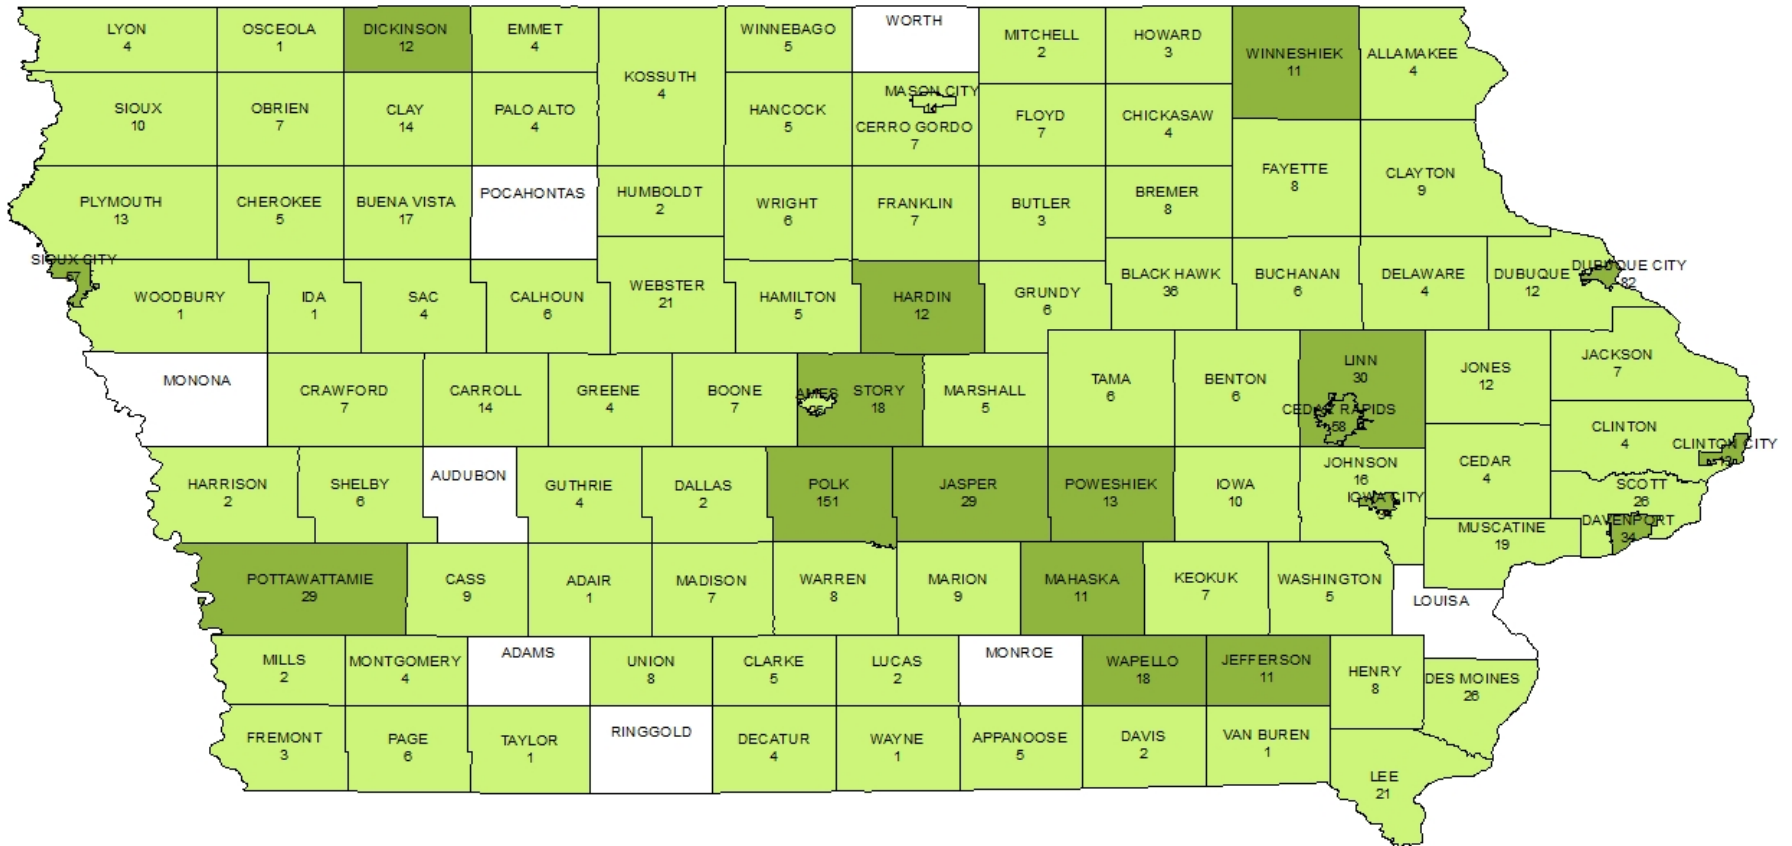 LYON
4
OSCEOLA
1
DICKINSON
12
EMMET
4
KOSSUTH
4
WINNEBAGO
5
WORTH
MITCHELL
2
HOWARD
3
WINNESHIEK
11
ALLAMAKEE
4
SIOUX
10
OBRIEN
7
CLAY
14
PALO ALTO
4
HANCOCK
5
MASON CITY
CERRO GORDO
7
FLOYD
7
CHICKASAW
4
FAYETTE
8
CLAYTON
9
PLYMOUTH
13
CHEROKEE
5
BUENA VISTA
17
POCAHONTAS
HUMBOLDT
2
WRIGHT
6
FRANKLIN
7
BUTLER
3
BREMER
8
SIOUX CITY
57
WOODBURY
1
IDA
1
SAC
4
CALHOUN
6
WEBSTER
21
HAMILTON
5
HARDIN
12
GRUNDY
6
BLACK HAWK
36
BUCHANAN
6
DELAWARE
4
DUBUQUE
12
DUBUQUE CITY
82
MONONA
CRAWFORD
7
CARROLL
14
GREENE
4
BOONE
7
AMES
STORY
18
MARSHALL
5
TAMA
6
BENTON
6
LINN
30
CEDAR RAPIDS
58
JONES
12
JACKSON
7
CLINTON
4
CLINTON CITY
HARRISON
2
SHELBY
6
AUDUBON
GUTHRIE
4
DALLAS
2
POLK
151
JASPER
29
POWESHIEK
13
IOWA
10
JOHNSON
16
IOWA CITY
CEDAR
4
SCOTT
26
DAVENPORT
34
MUSCATINE
19
POTTAWATTAMIE
29
CASS
9
ADAIR
1
MADISON
7
WARREN
8
MARION
9
MAHASKA
11
KEOKUK
7
WASHINGTON
5
LOUISA
MILLS
2
MONTGOMERY
4
ADAMS
UNION
8
CLARKE
5
LUCAS
2
MONROE
WAPELLO
18
JEFFERSON
11
HENRY
8
DES MOINES
26
FREMONT
3
PAGE
6
TAYLOR
1
RINGGOLD
DECATUR
4
WAYNE
1
APPANOOSE
5
DAVIS
2
VAN BUREN
1
LEE
21